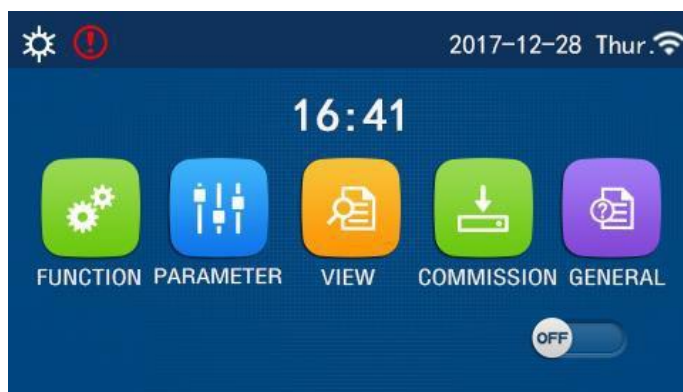 2017-12-28 Thur.
16:41
FUNCTION PARAMETER VIEW COMMISSION GENERAL
OFF